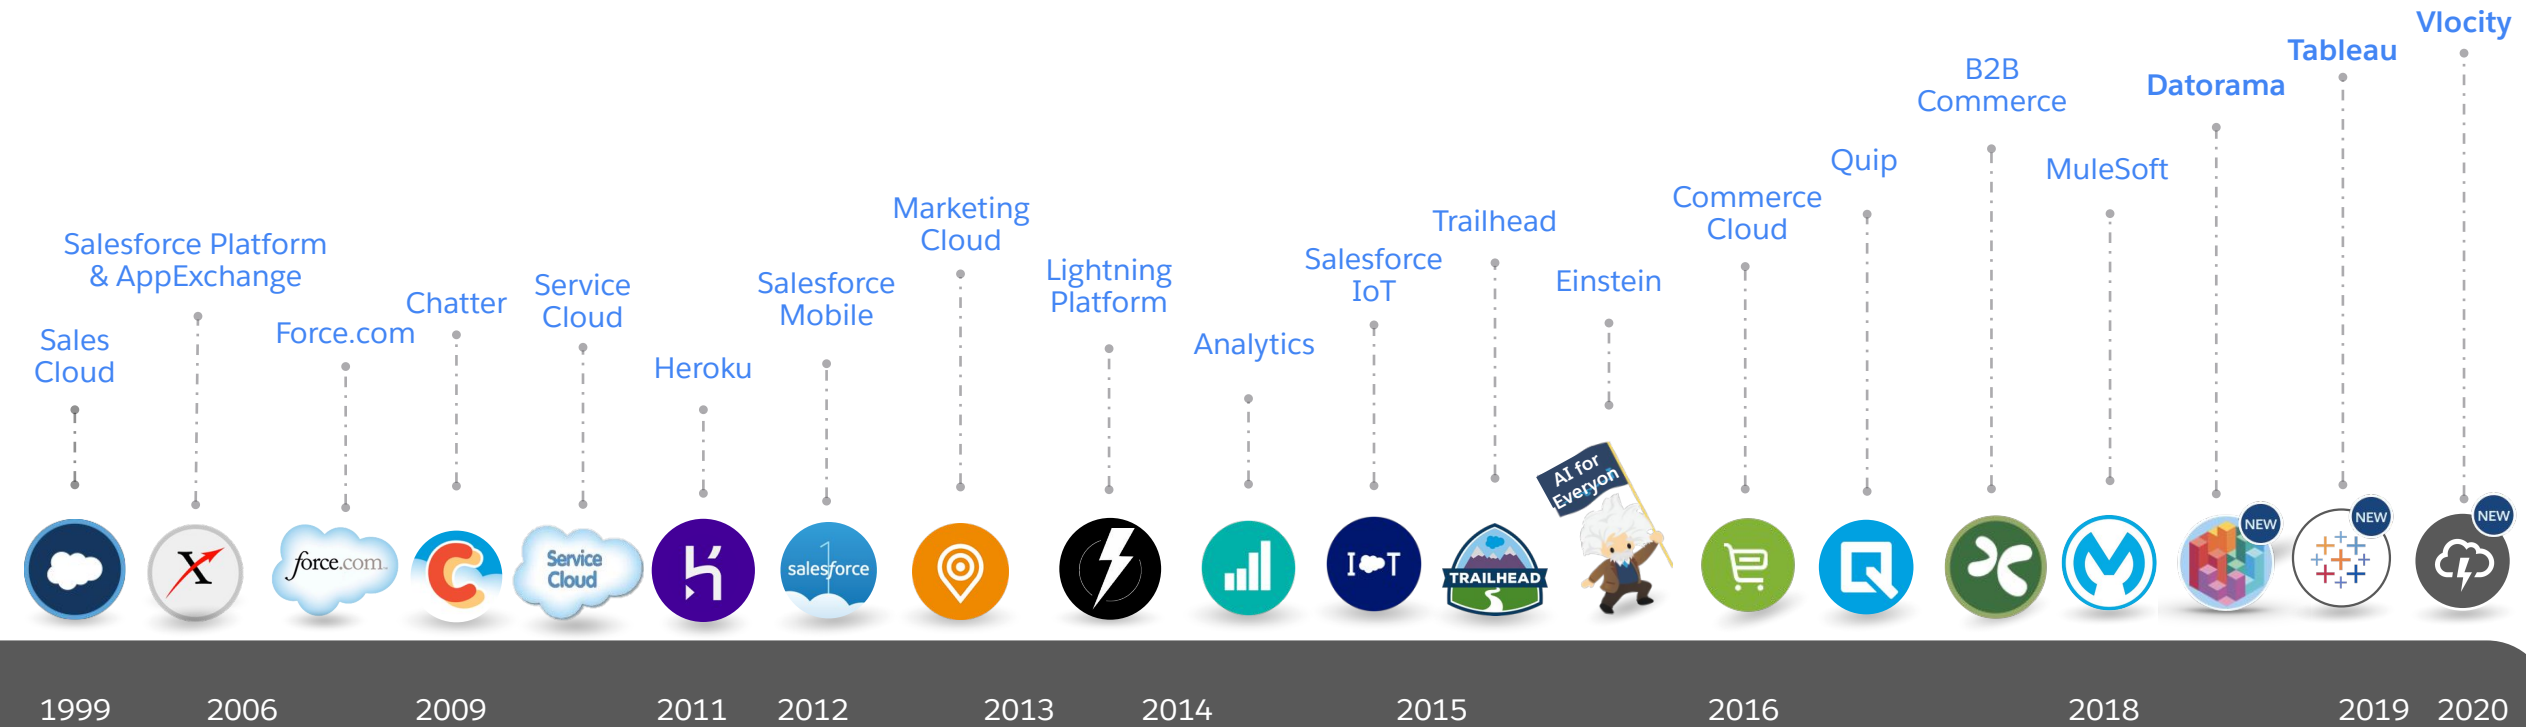 Sales
Cloud
Salesforce Platform
& AppExchange
Force.com
Chatter
Service
Cloud
Heroku
Salesforce
Mobile
Marketing
Cloud
Lightning
Platform
Analytics
Salesforce
IoT
Trailhead
Einstein
Commerce
Cloud
Quip
B2B
Commerce
MuleSoft
Datorama
Tableau
Vlocity
X
force.com
C
Service
Cloud
1
salesforce
I T
TRAILHEAD
AI for
Everyon
Q
M
NEW
NEW
NEW
1999
2006
2009
2011
2012
2013
2014
2015
2016
2018
2019
2020